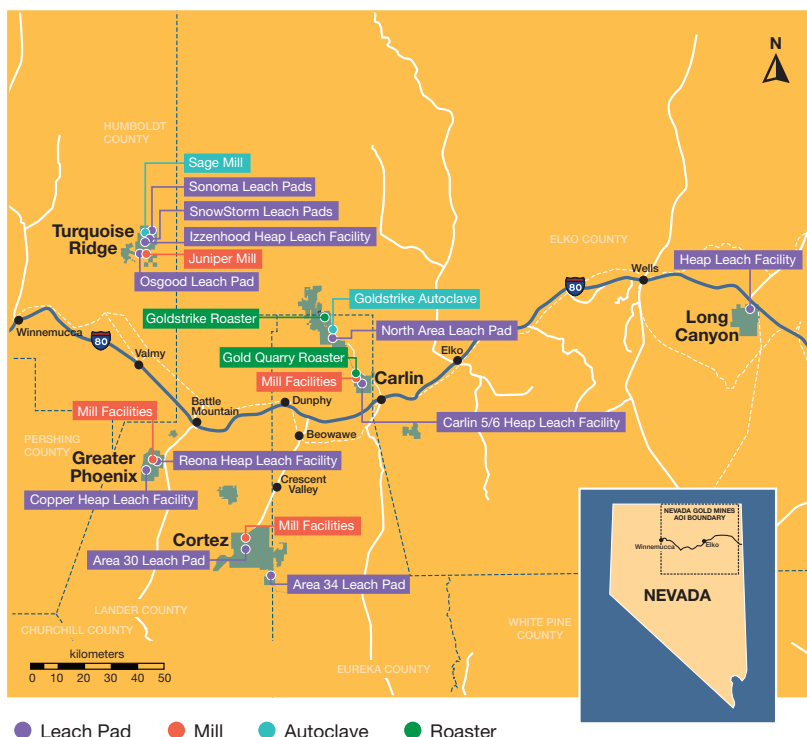 N
HUMBOLDT
COUNTY
Sage Mill
Sonoma Leach Pads
SnowStorm Leach Pads
Turquoise
Ridge
Izzenhood Heap Leach Facility
Juniper Mill
Osgood Leach Pad
ELKO COUNTY
Heap Leach Facility
Wells
80
Goldstrike Autoclave
Goldstrike Roaster
Long
Canyon
Winnemucca
North Area Leach Pad
80
Valmy
Gold Quarry Roaster
Elko
Mill Facilities
Carlin
Battle
Mountain
Dunphy
Mill Facilities
Carlin 5/6 Heap Leach Facility
Beowawe
PERSHING
COUNTY
Greater
Phoenix
Reona Heap Leach Facility
Crescent
Valley
Copper Heap Leach Facility
Mill Facilities
Cortez
Area 30 Leach Pad
Area 34 Leach Pad
NEVADA GOLD MINES
AOI BOUNDARY
Winnemucca
Elko
NEVADA
LANDER COUNTY
CHURCHILL COUNTY
WHITE PINE
COUNTY
EUREKA COUNTY
kilometers
0 10 20 30 40 50
Leach Pad Mill Autoclave Roaster